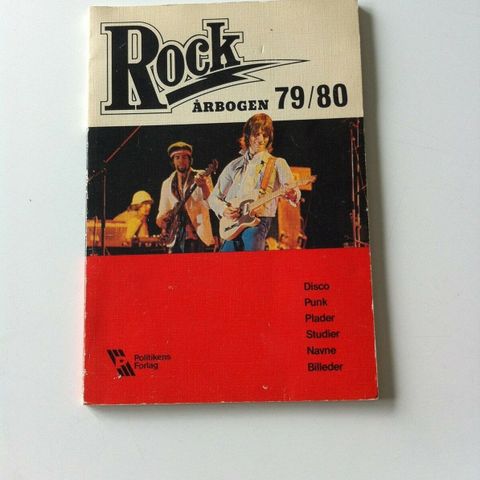 Rock
ÅRBOGEN 79/80
Disco
Punk
Plader
Studier
Navne
Billeder
Politikens
Forlag